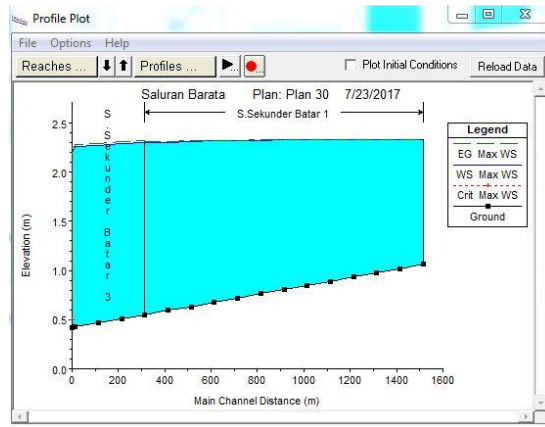 Profile Plot
File Options Help
Reaches ... Profiles ... Plot Initial Conditions Reload Data
Saluran Barata Plan: Plan 30 7/23/2017
S.Sekunder Batar 1
S.Sekunder Batar 3
Legend
EG Max WS
WS Max WS
Crit Max WS
Ground
Elevation (m)
2.5
2.0
1.5
1.0
0.5
0.0
0 200 400 600 800 1000 1200 1400 1600
Main Channel Distance (m)